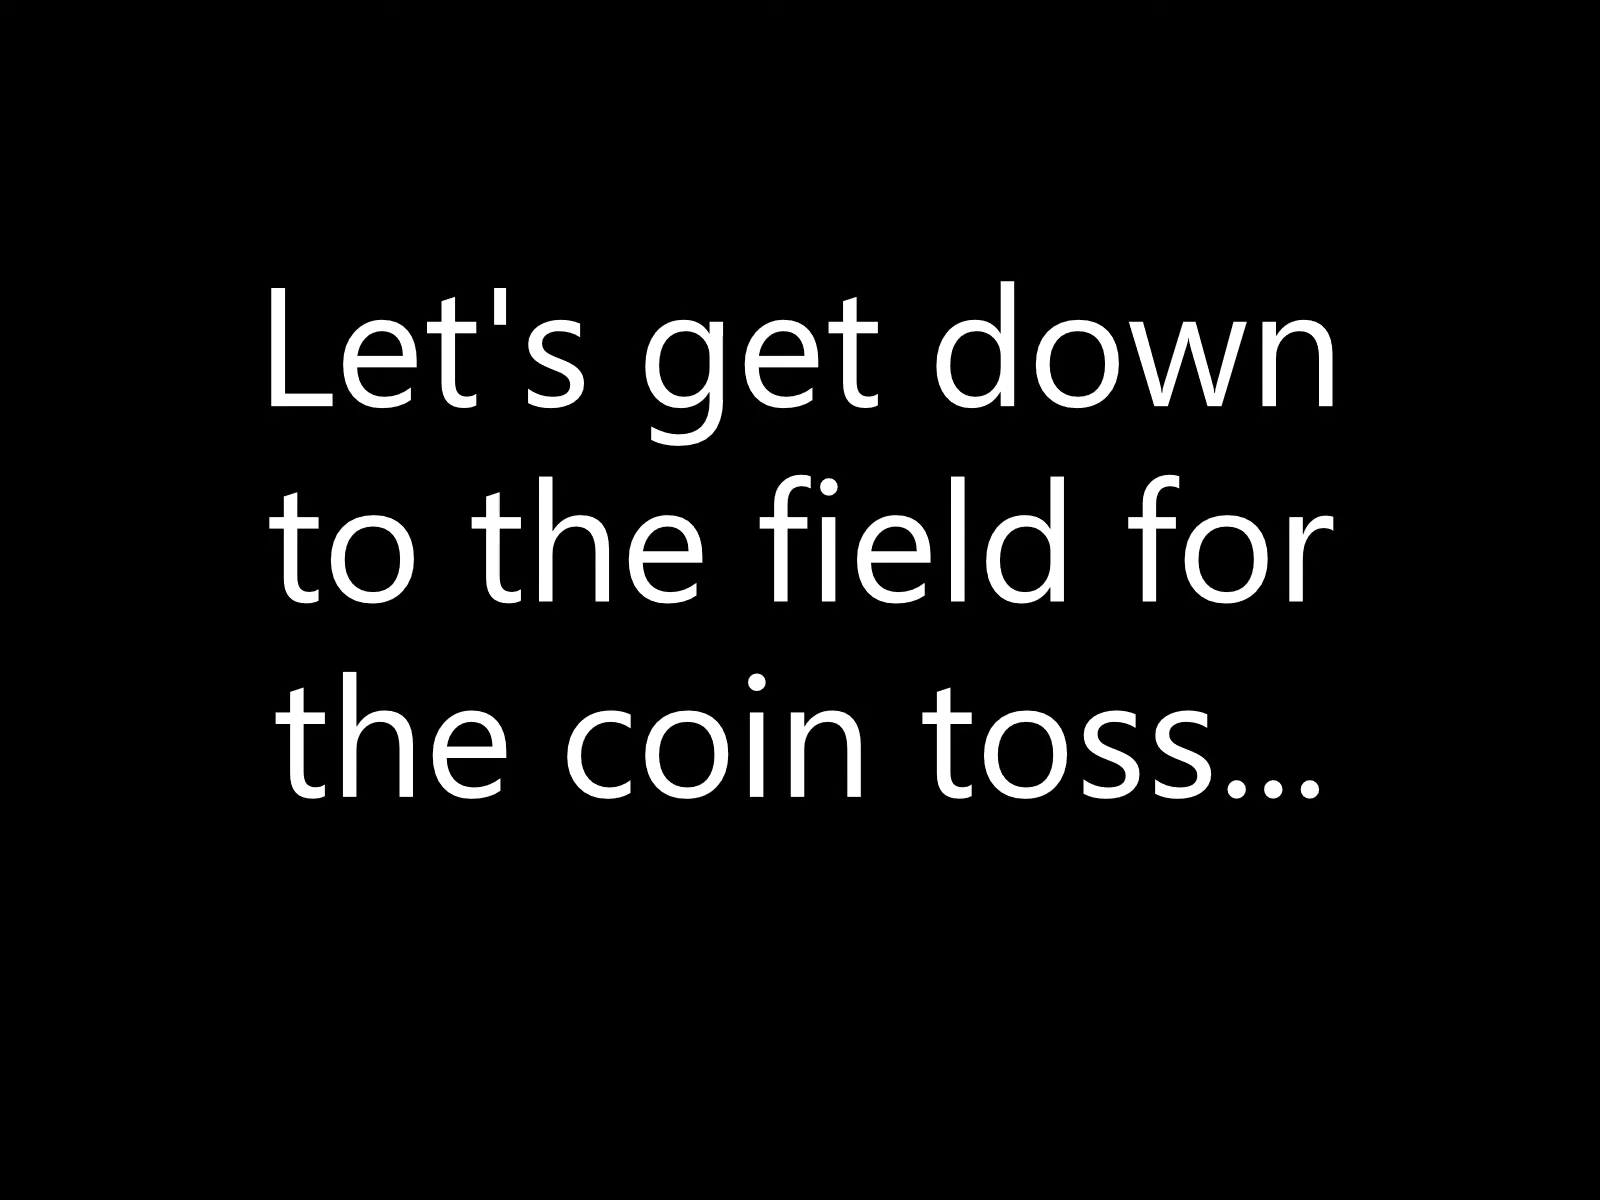 Let's get down
to the field for
the coin toss...